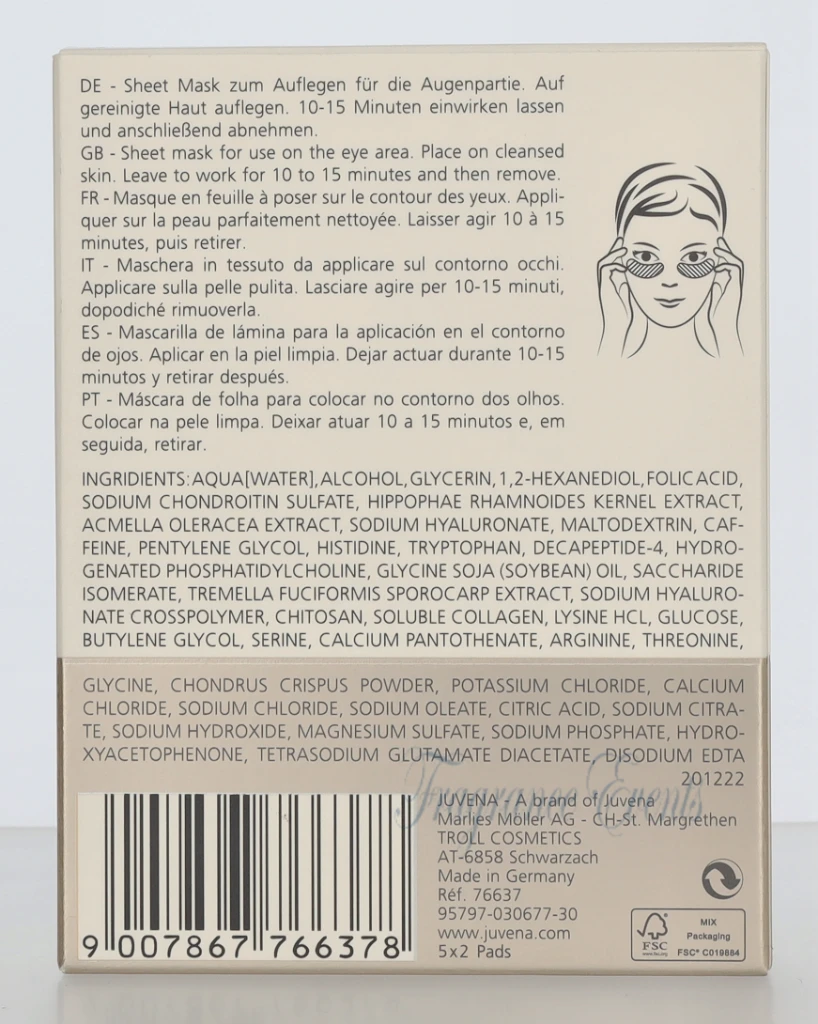 DE - Sheet Mask zum Auflegen für die Augenpartie. Auf
gereinigte Haut auflegen. 10-15 Minuten einwirken lassen
und anschließend abnehmen.
GB - Sheet mask for use on the eye area. Place on cleansed
skin. Leave to work for 10 to 15 minutes and then remove.
FR - Masque en feuille à poser sur le contour des yeux. Appli-
quer sur la peau parfaitement nettoyée. Laisser agir 10 à 15
minutes, puis retirer.
IT - Maschera in tessuto da applicare sul contorno occhi.
Applicare sulla pelle pulita. Lasciare agire per 10-15 minuti,
dopodiché rimuoverla.
ES - Mascarilla de lámina para la aplicación en el contorno
de ojos. Aplicar en la piel limpia. Dejar actuar durante 10-15
minutos y retirar después.
PT - Máscara de folha para colocar no contorno dos olhos.
Colocar na pele limpa. Deixar atuar 10 a 15 minutos e, em
seguida, retirar.
INGRIDIENTS: AQUA[WATER], ALCOHOL, GLYCERIN, 1,2-HEXANEDIOL, FOLIC ACID,
SODIUM CHONDROITIN SULFATE, HIPPOPHAE RHAMNOIDES KERNEL EXTRACT,
ACMELLA OLERACEA EXTRACT, SODIUM HYALURONATE, MALTODEXTRIN, CAF-
FEINE, PENTYLENE GLYCOL, HISTIDINE, TRYPTOPHAN, DECAPEPTIDE-4, HYDRO-
GENATED PHOSPHATIDYLCHOLINE, GLYCINE SOJA (SOYBEAN) OIL, SACCHARIDE
ISOMERATE, TREMELLA FUCIFORMIS SPOROCARP EXTRACT, SODIUM HYALURO-
NATE CROSSPOLYMER, CHITOSAN, SOLUBLE COLLAGEN, LYSINE HCL, GLUCOSE,
BUTYLENE GLYCOL, SERINE, CALCIUM PANTOTHENATE, ARGININE, THREONINE,
GLYCINE, CHONDRUS CRISPUS POWDER, POTASSIUM CHLORIDE, CALCIUM
CHLORIDE, SODIUM CHLORIDE, SODIUM OLEATE, CITRIC ACID, SODIUM CITRA-
TE, SODIUM HYDROXIDE, MAGNESIUM SULFATE, SODIUM PHOSPHATE, HYDRO-
XYACETOPHENONE, TETRASODIUM GLUTAMATE DIACETATE, DISODIUM EDTA
201222
Fragrance Events
JUVENA - A brand of Juvena
Marlies Möller AG - CH-St. Margrethen
TROLL COSMETICS
AT-6858 Schwarzach
Made in Germany
Réf. 76637
95797-030677-30
www.juvena.com
5x2 Pads
9 007867 766378
FSC
www.fsc.org
MIX
Packaging
FSC® C019884